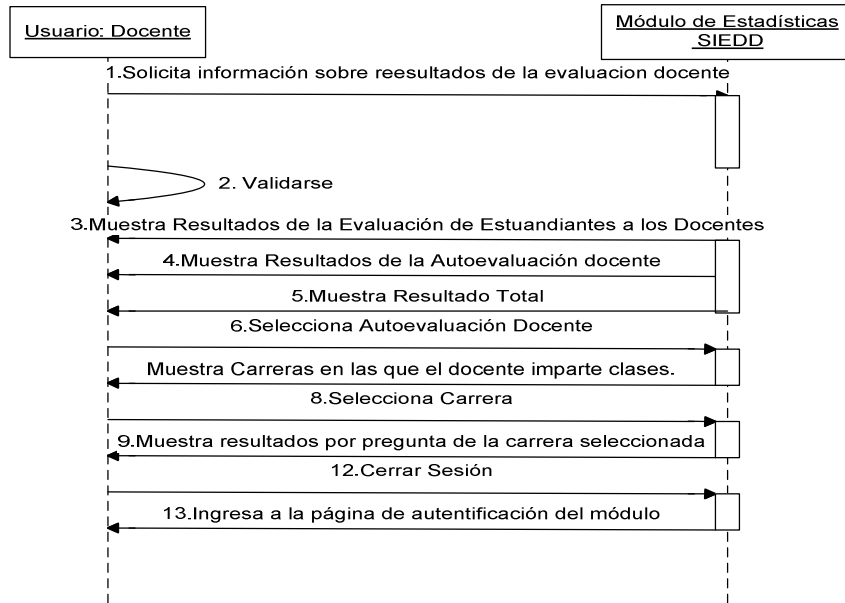 Usuario: Docente
Módulo de Estadísticas
SIEDD
1.Solicita información sobre reesultados de la evaluacion docente
2. Validarse
3.Muestra Resultados de la Evaluación de Estuandiantes a los Docentes
4.Muestra Resultados de la Autoevaluación docente
5.Muestra Resultado Total
6.Selecciona Autoevaluación Docente
Muestra Carreras en las que el docente imparte clases.
8.Selecciona Carrera
9.Muestra resultados por pregunta de la carrera seleccionada
12.Cerrar Sesión
13.Ingresa a la página de autentificación del módulo